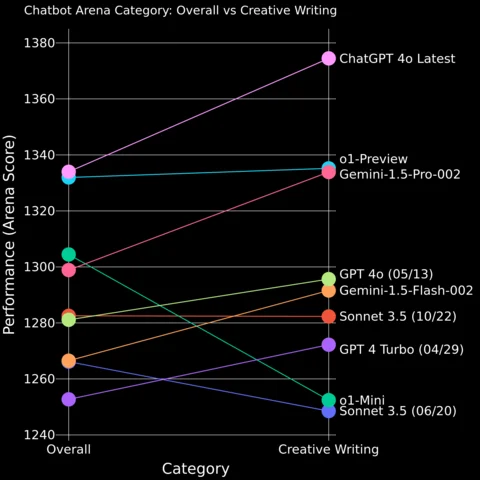 Chatbot Arena Category: Overall vs Creative Writing
1380
1360
1340
1320
1300
1280
1260
1240
Performance (Arena Score)
ChatGPT 4o Latest
o1-Preview
Gemini-1.5-Pro-002
GPT 4o (05/13)
Gemini-1.5-Flash-002
Sonnet 3.5 (10/22)
GPT 4 Turbo (04/29)
o1-Mini
Sonnet 3.5 (06/20)
Overall
Creative Writing
Category